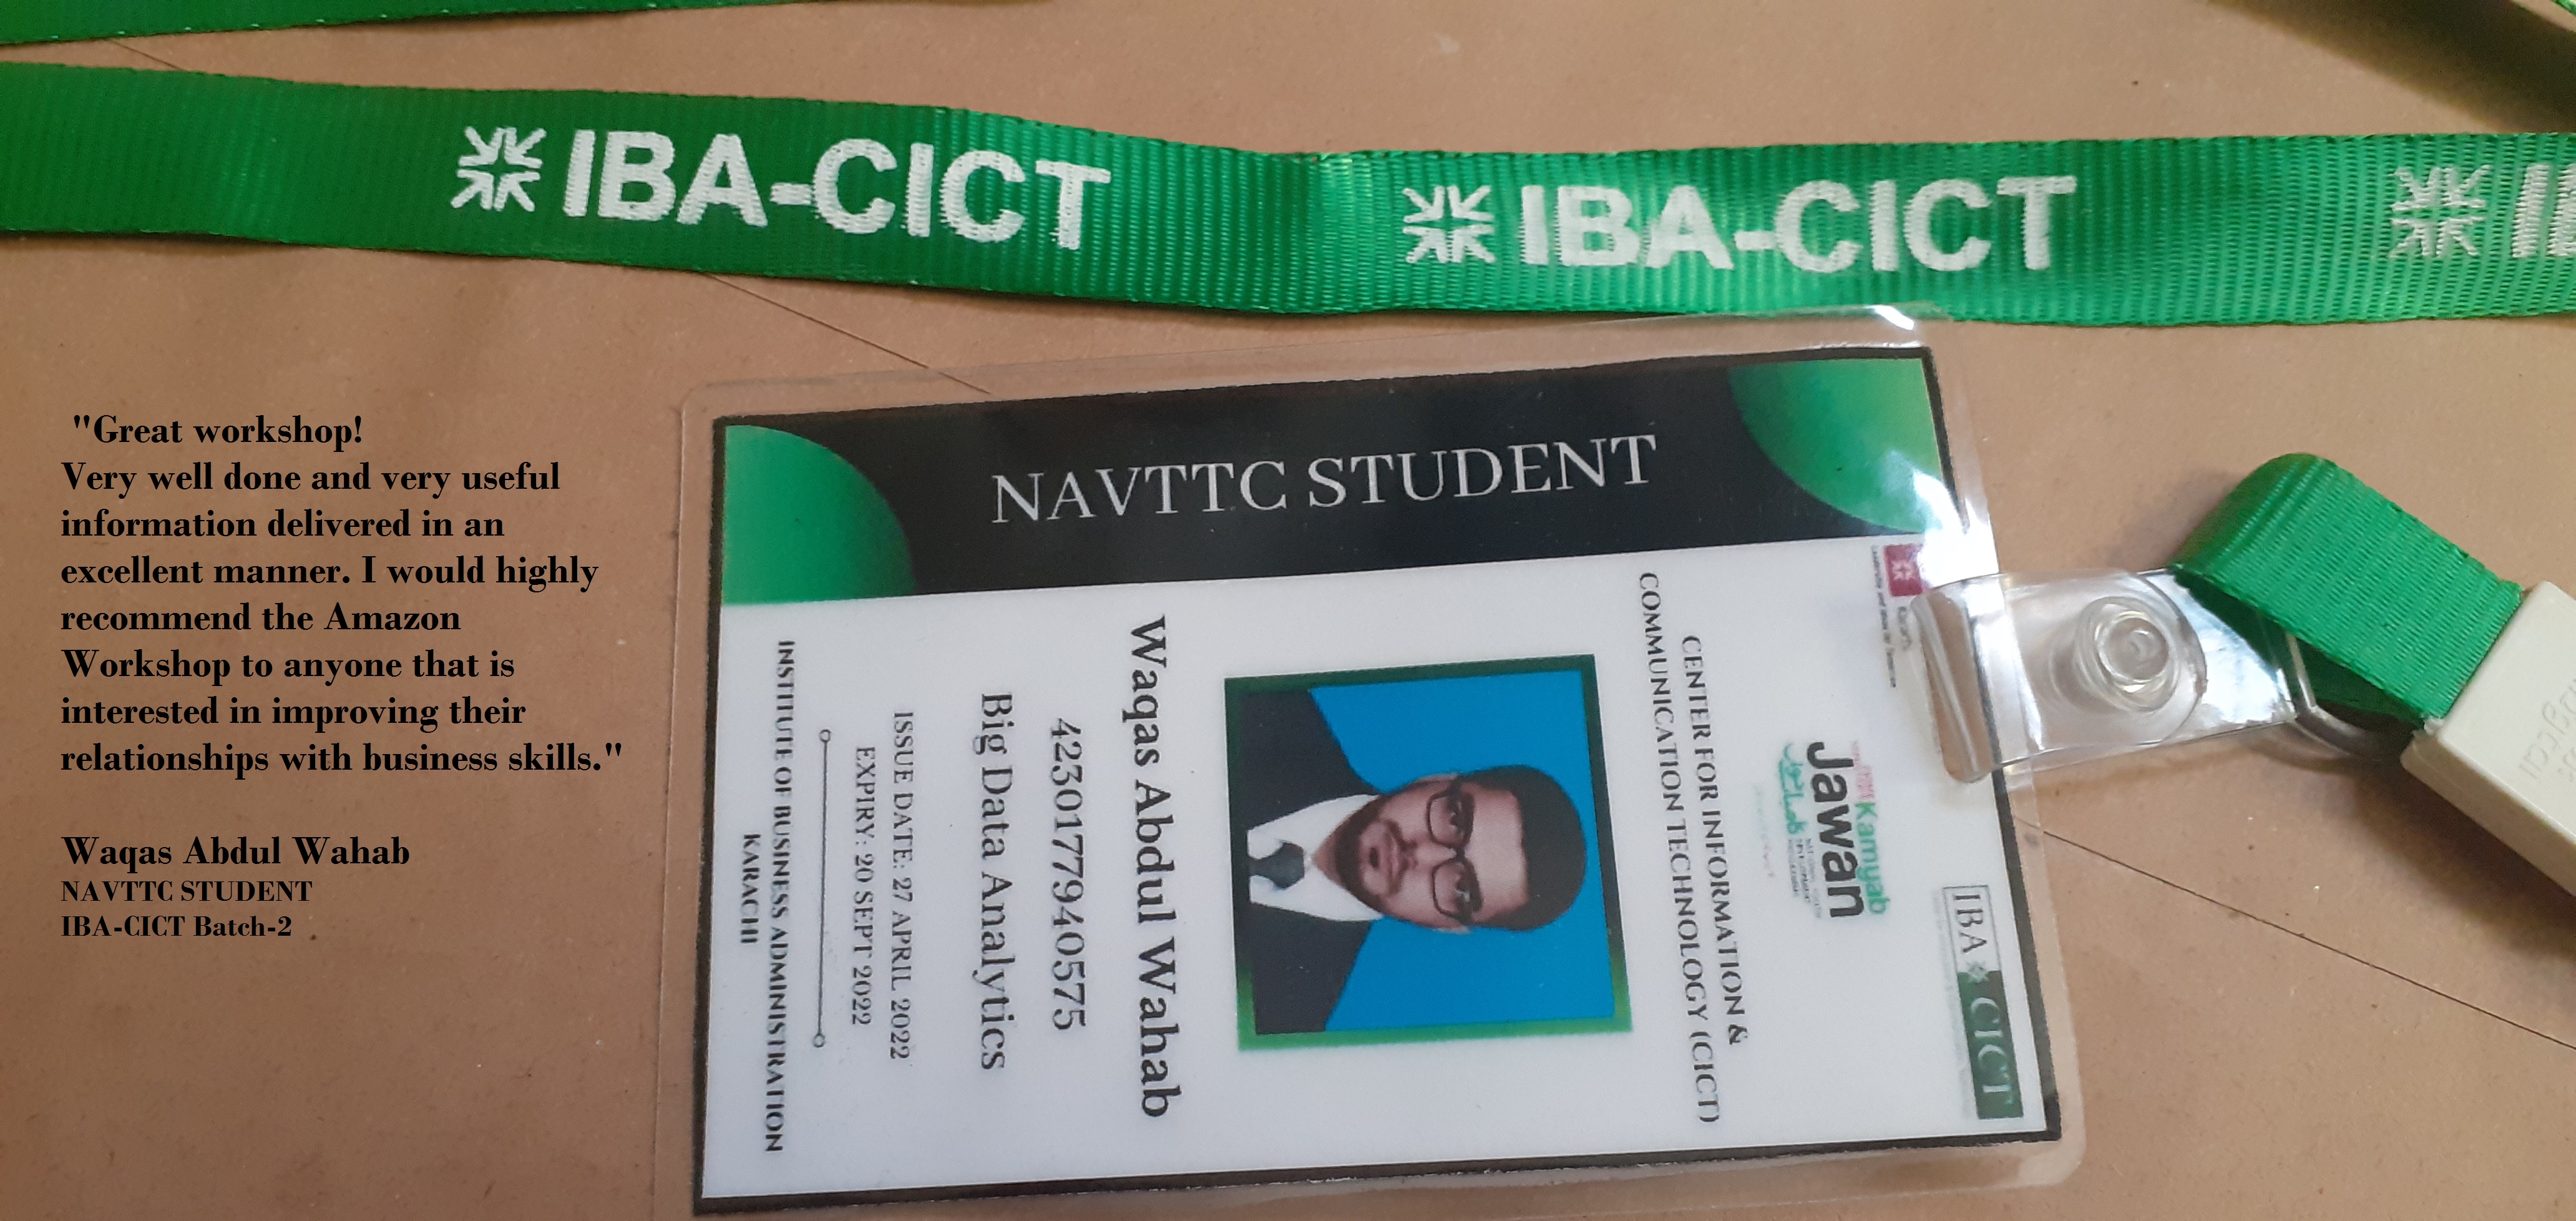 IBA-CICT
IBA-CICT
"Great workshop!
Very well done and very useful
information delivered in an
excellent manner. I would highly
recommend the Amazon
Workshop to anyone that is
interested in improving their
relationships with business skills."
Waqas Abdul Wahab
NAVTTC STUDENT
IBA-CICT Batch-2
NAVTTC STUDENT
IBA CICT
Kamyab
Jawan
CENTER FOR INFORMATION &
COMMUNICATION TECHNOLOGY (CICT)
Waqas Abdul Wahab
4230177940575
Big Data Analytics
ISSUE DATE: 27 APRIL 2022
EXPIRY: 20 SEPT 2022
INSTITUTE OF BUSINESS ADMINISTRATION
KARACHI